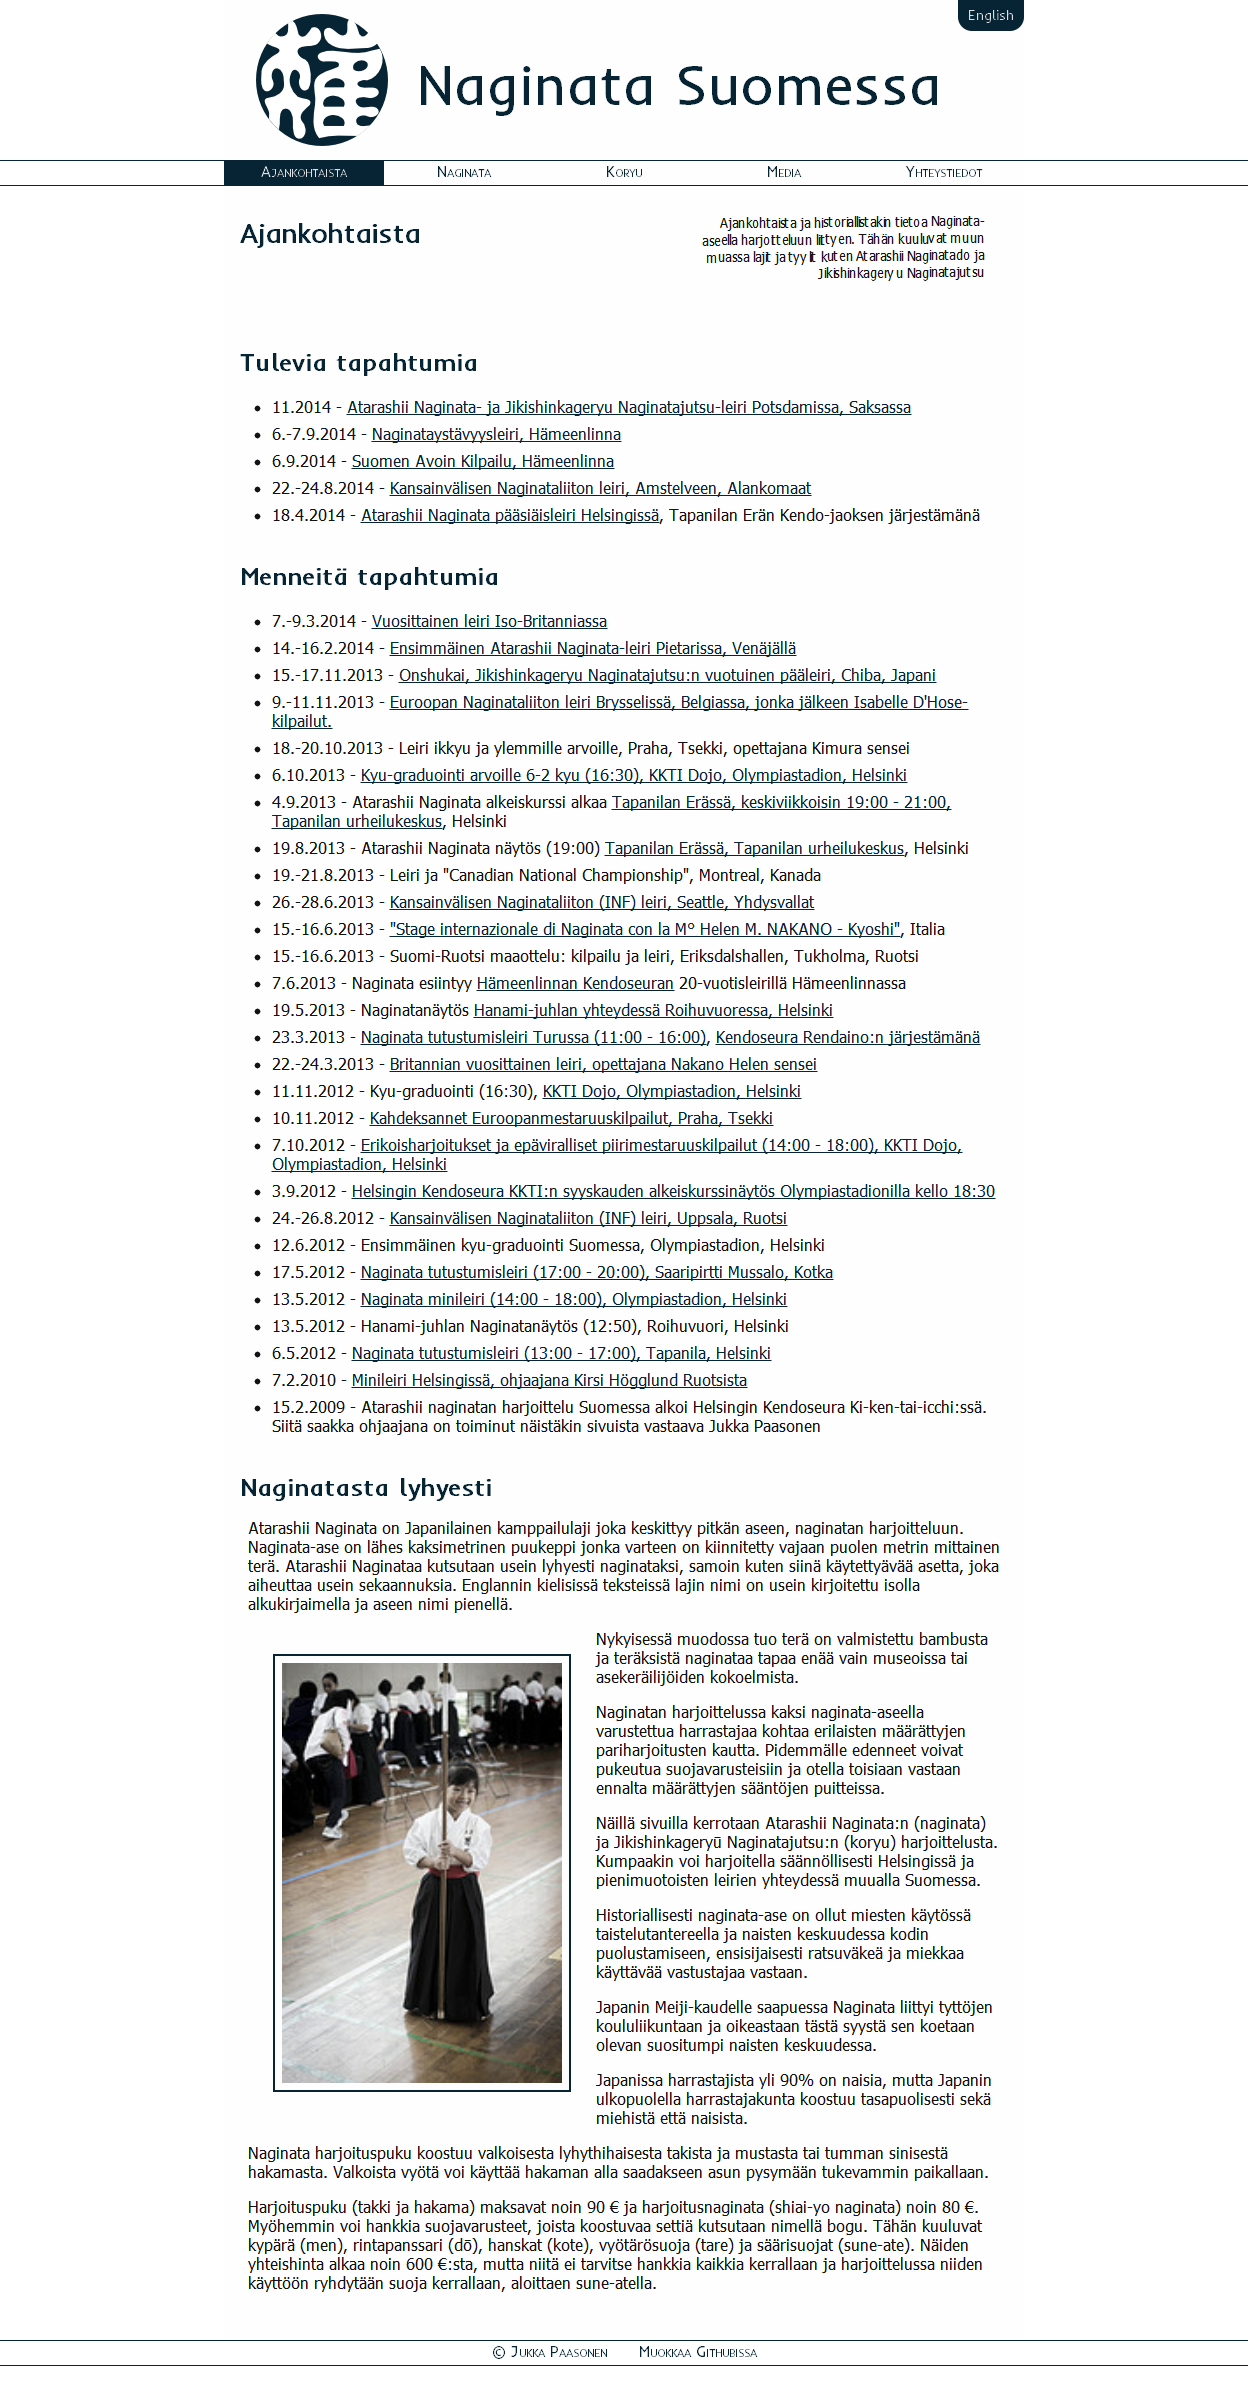 English
Naginata Suomessa
Ajankohtaista Naginata Koryu Media Yhteystiedot
Ajankohtaista
Ajankohtaista ja historiallistakin tietoa Naginata-
aseella harjoitteluun liittyen. Tähän kuuluvat muun
muassa lajit ja tyylit kuten Atarashii Naginatado ja
Jikishinkageryu Naginatajutsu
Tulevia tapahtumia
11.2014 - Atarashii Naginata- ja Jikishinkageryu Naginatajutsu-leiri Potsdamissa, Saksassa
6.-7.9.2014 - Naginataystävyysleiri, Hämeenlinna
6.9.2014 - Suomen Avoin Kilpailu, Hämeenlinna
22.-24.8.2014 - Kansainvälisen Naginataliiton leiri, Amstelveen, Alankomaat
18.4.2014 - Atarashii Naginata pääsiäisleiri Helsingissä, Tapanilan Erän Kendo-jaoksen järjestämänä
Menneitä tapahtumia
7.-9.3.2014 - Vuosittainen leiri Iso-Britanniassa
14.-16.2.2014 - Ensimmäinen Atarashii Naginata-leiri Pietarissa, Venäjällä
15.-17.11.2013 - Onshukai, Jikishinkageryu Naginatajutsu:n vuotuinen pääleiri, Chiba, Japani
9.-11.11.2013 - Euroopan Naginataliiton leiri Brysselissä, Belgiassa, jonka jälkeen Isabelle D'Hose-
kilpailut.
18.-20.10.2013 - Leiri ikkyu ja ylemmille arvoille, Praha, Tsekki, opettajana Kimura sensei
6.10.2013 - Kyu-graduointi arvoille 6-2 kyu (16:30), KKTI Dojo, Olympiastadion, Helsinki
4.9.2013 - Atarashii Naginata alkeiskurssi alkaa Tapanilan Erässä, keskiviikkoisin 19:00 - 21:00,
Tapanilan urheilukeskus, Helsinki
19.8.2013 - Atarashii Naginata näytös (19:00) Tapanilan Erässä, Tapanilan urheilukeskus, Helsinki
19.-21.8.2013 - Leiri ja "Canadian National Championship", Montreal, Kanada
26.-28.6.2013 - Kansainvälisen Naginataliiton (INF) leiri, Seattle, Yhdysvallat
15.-16.6.2013 - "Stage internazionale di Naginata con la M° Helen M. NAKANO - Kyoshi", Italia
15.-16.6.2013 - Suomi-Ruotsi maaottelu: kilpailu ja leiri, Eriksdalshallen, Tukholma, Ruotsi
7.6.2013 - Naginata esiintyy Hämeenlinnan Kendoseuran 20-vuotisleirillä Hämeenlinnassa
19.5.2013 - Naginatanäytös Hanami-juhlan yhteydessä Roihuvuoressa, Helsinki
23.3.2013 - Naginata tutustumisleiri Turussa (11:00 - 16:00), Kendoseura Rendaino:n järjestämänä
22.-24.3.2013 - Britannian vuosittainen leiri, opettajana Nakano Helen sensei
11.11.2012 - Kyu-graduointi (16:30), KKTI Dojo, Olympiastadion, Helsinki
10.11.2012 - Kahdeksannet Euroopanmestaruuskilpailut, Praha, Tsekki
7.10.2012 - Erikoisharjoitukset ja epäviralliset piirimestaruuskilpailut (14:00 - 18:00), KKTI Dojo,
Olympiastadion, Helsinki
3.9.2012 - Helsingin Kendoseura KKTI:n syyskauden alkeiskurssinäytös Olympiastadionilla kello 18:30
24.-26.8.2012 - Kansainvälisen Naginataliiton (INF) leiri, Uppsala, Ruotsi
12.6.2012 - Ensimmäinen kyu-graduointi Suomessa, Olympiastadion, Helsinki
17.5.2012 - Naginata tutustumisleiri (17:00 - 20:00), Saaripirtti Mussalo, Kotka
13.5.2012 - Naginata minileiri (14:00 - 18:00), Olympiastadion, Helsinki
13.5.2012 - Hanami-juhlan Naginatanäytös (12:50), Roihuvuori, Helsinki
6.5.2012 - Naginata tutustumisleiri (13:00 - 17:00), Tapanila, Helsinki
7.2.2010 - Minileiri Helsingissä, ohjaajana Kirsi Högglund Ruotsista
15.2.2009 - Atarashii naginatan harjoittelu Suomessa alkoi Helsingin Kendoseura Ki-ken-tai-icchi:ssä.
Siitä saakka ohjaajana on toiminut näistäkin sivuista vastaava Jukka Paasonen
Naginatasta lyhyesti
Atarashii Naginata on Japanilainen kamppailulaji joka keskittyy pitkän aseen, naginatan harjoitteluun.
Naginata-ase on lähes kaksimetrinen puukeppi jonka varteen on kiinnitetty vajaan puolen metrin mittainen
terä. Atarashii Naginataa kutsutaan usein lyhyesti naginataksi, samoin kuten siinä käytettyävää asetta, joka
aiheuttaa usein sekaannuksia. Englannin kielisissä teksteissä lajin nimi on usein kirjoitettu isolla
alkukirjaimella ja aseen nimi pienellä.
Nykyisessä muodossa tuo terä on valmistettu bambusta
ja teräksistä naginataa tapaa enää vain museoissa tai
asekeräilijöiden kokoelmista.
Naginatan harjoittelussa kaksi naginata-aseella
varustettua harrastajaa kohtaa erilaisten määrättyjen
pariharjoitusten kautta. Pidemmälle edenneet voivat
pukeutua suojavarusteisiin ja otella toisiaan vastaan
ennalta määrättyjen sääntöjen puitteissa.
Näillä sivuilla kerrotaan Atarashii Naginata:n (naginata)
ja Jikishinkageryū Naginatajutsu:n (koryu) harjoittelusta.
Kumpaakin voi harjoitella säännöllisesti Helsingissä ja
pienimuotoisten leirien yhteydessä muualla Suomessa.
Historiallisesti naginata-ase on ollut miesten käytössä
taistelutantereella ja naisten keskuudessa kodin
puolustamiseen, ensisijaisesti ratsuväkeä ja miekkaa
käyttävää vastustajaa vastaan.
Japanin Meiji-kaudelle saapuessa Naginata liittyi tyttöjen
koululiikuntaan ja oikeastaan tästä syystä sen koetaan
olevan suositumpi naisten keskuudessa.
Japanissa harrastajista yli 90% on naisia, mutta Japanin
ulkopuolella harrastajakunta koostuu tasapuolisesti sekä
miehistä että naisista.
Naginata harjoituspuku koostuu valkoisesta lyhythihaisesta takista ja mustasta tai tumman sinisestä
hakamasta. Valkoista vyötä voi käyttää hakaman alla saadakseen asun pysymään tukevammin paikallaan.
Harjoituspuku (takki ja hakama) maksavat noin 90 € ja harjoitusnaginata (shiai-yo naginata) noin 80 €.
Myöhemmin voi hankkia suojavarusteet, joista koostuvaa settiä kutsutaan nimellä bogu. Tähän kuuluvat
kypärä (men), rintapanssari (dō), hanskat (kote), vyötärösuoja (tare) ja säärisuojat (sune-ate). Näiden
yhteishinta alkaa noin 600 €:sta, mutta niitä ei tarvitse hankkia kaikkia kerrallaan ja harjoittelussa niiden
käyttöön ryhdytään suoja kerrallaan, aloittaen sune-atella.
© Jukka Paasonen Muokkaa Githubissa